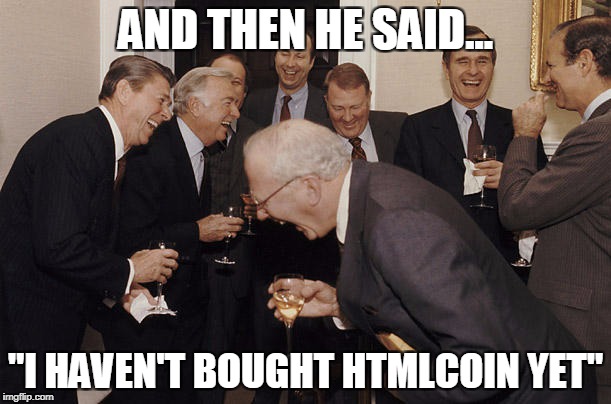 AND THEN HE SAID...
"I HAVEN'T BOUGHT HTMLCOIN YET"
imgflip.com